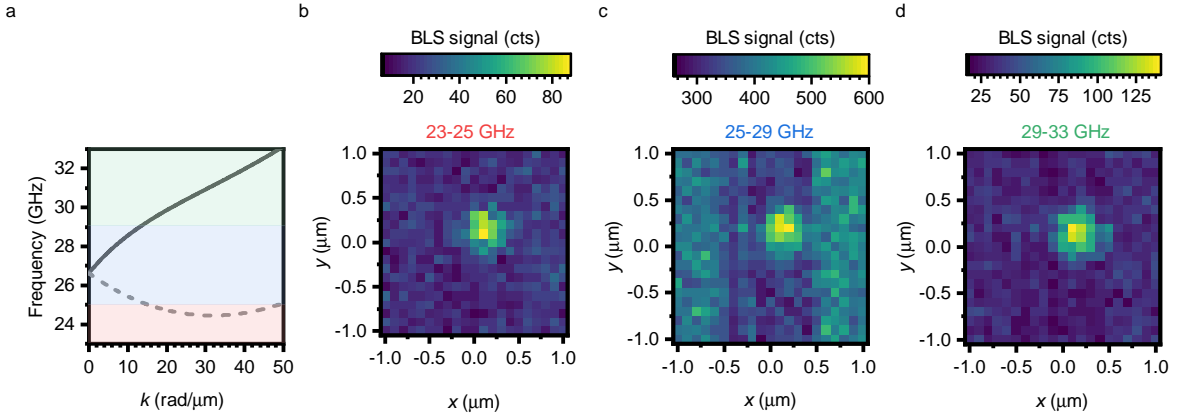 a
Frequency (GHz)
32
30
28
26
24
0 10 20 30 40 50
k (rad/μm)
b
BLS signal (cts)
20 40 60 80
23-25 GHz
y (μm)
1.0
0.5
0.0
-0.5
-1.0
-1.0 -0.5 0.0 0.5 1.0
x (μm)
c
BLS signal (cts)
300 400 500 600
25-29 GHz
y (μm)
1.0
0.5
0.0
-0.5
-1.0
-1.0 -0.5 0.0 0.5 1.0
x (μm)
d
BLS signal (cts)
25 50 75 100 125
29-33 GHz
y (μm)
1.0
0.5
0.0
-0.5
-1.0
-1.0 -0.5 0.0 0.5 1.0
x (μm)